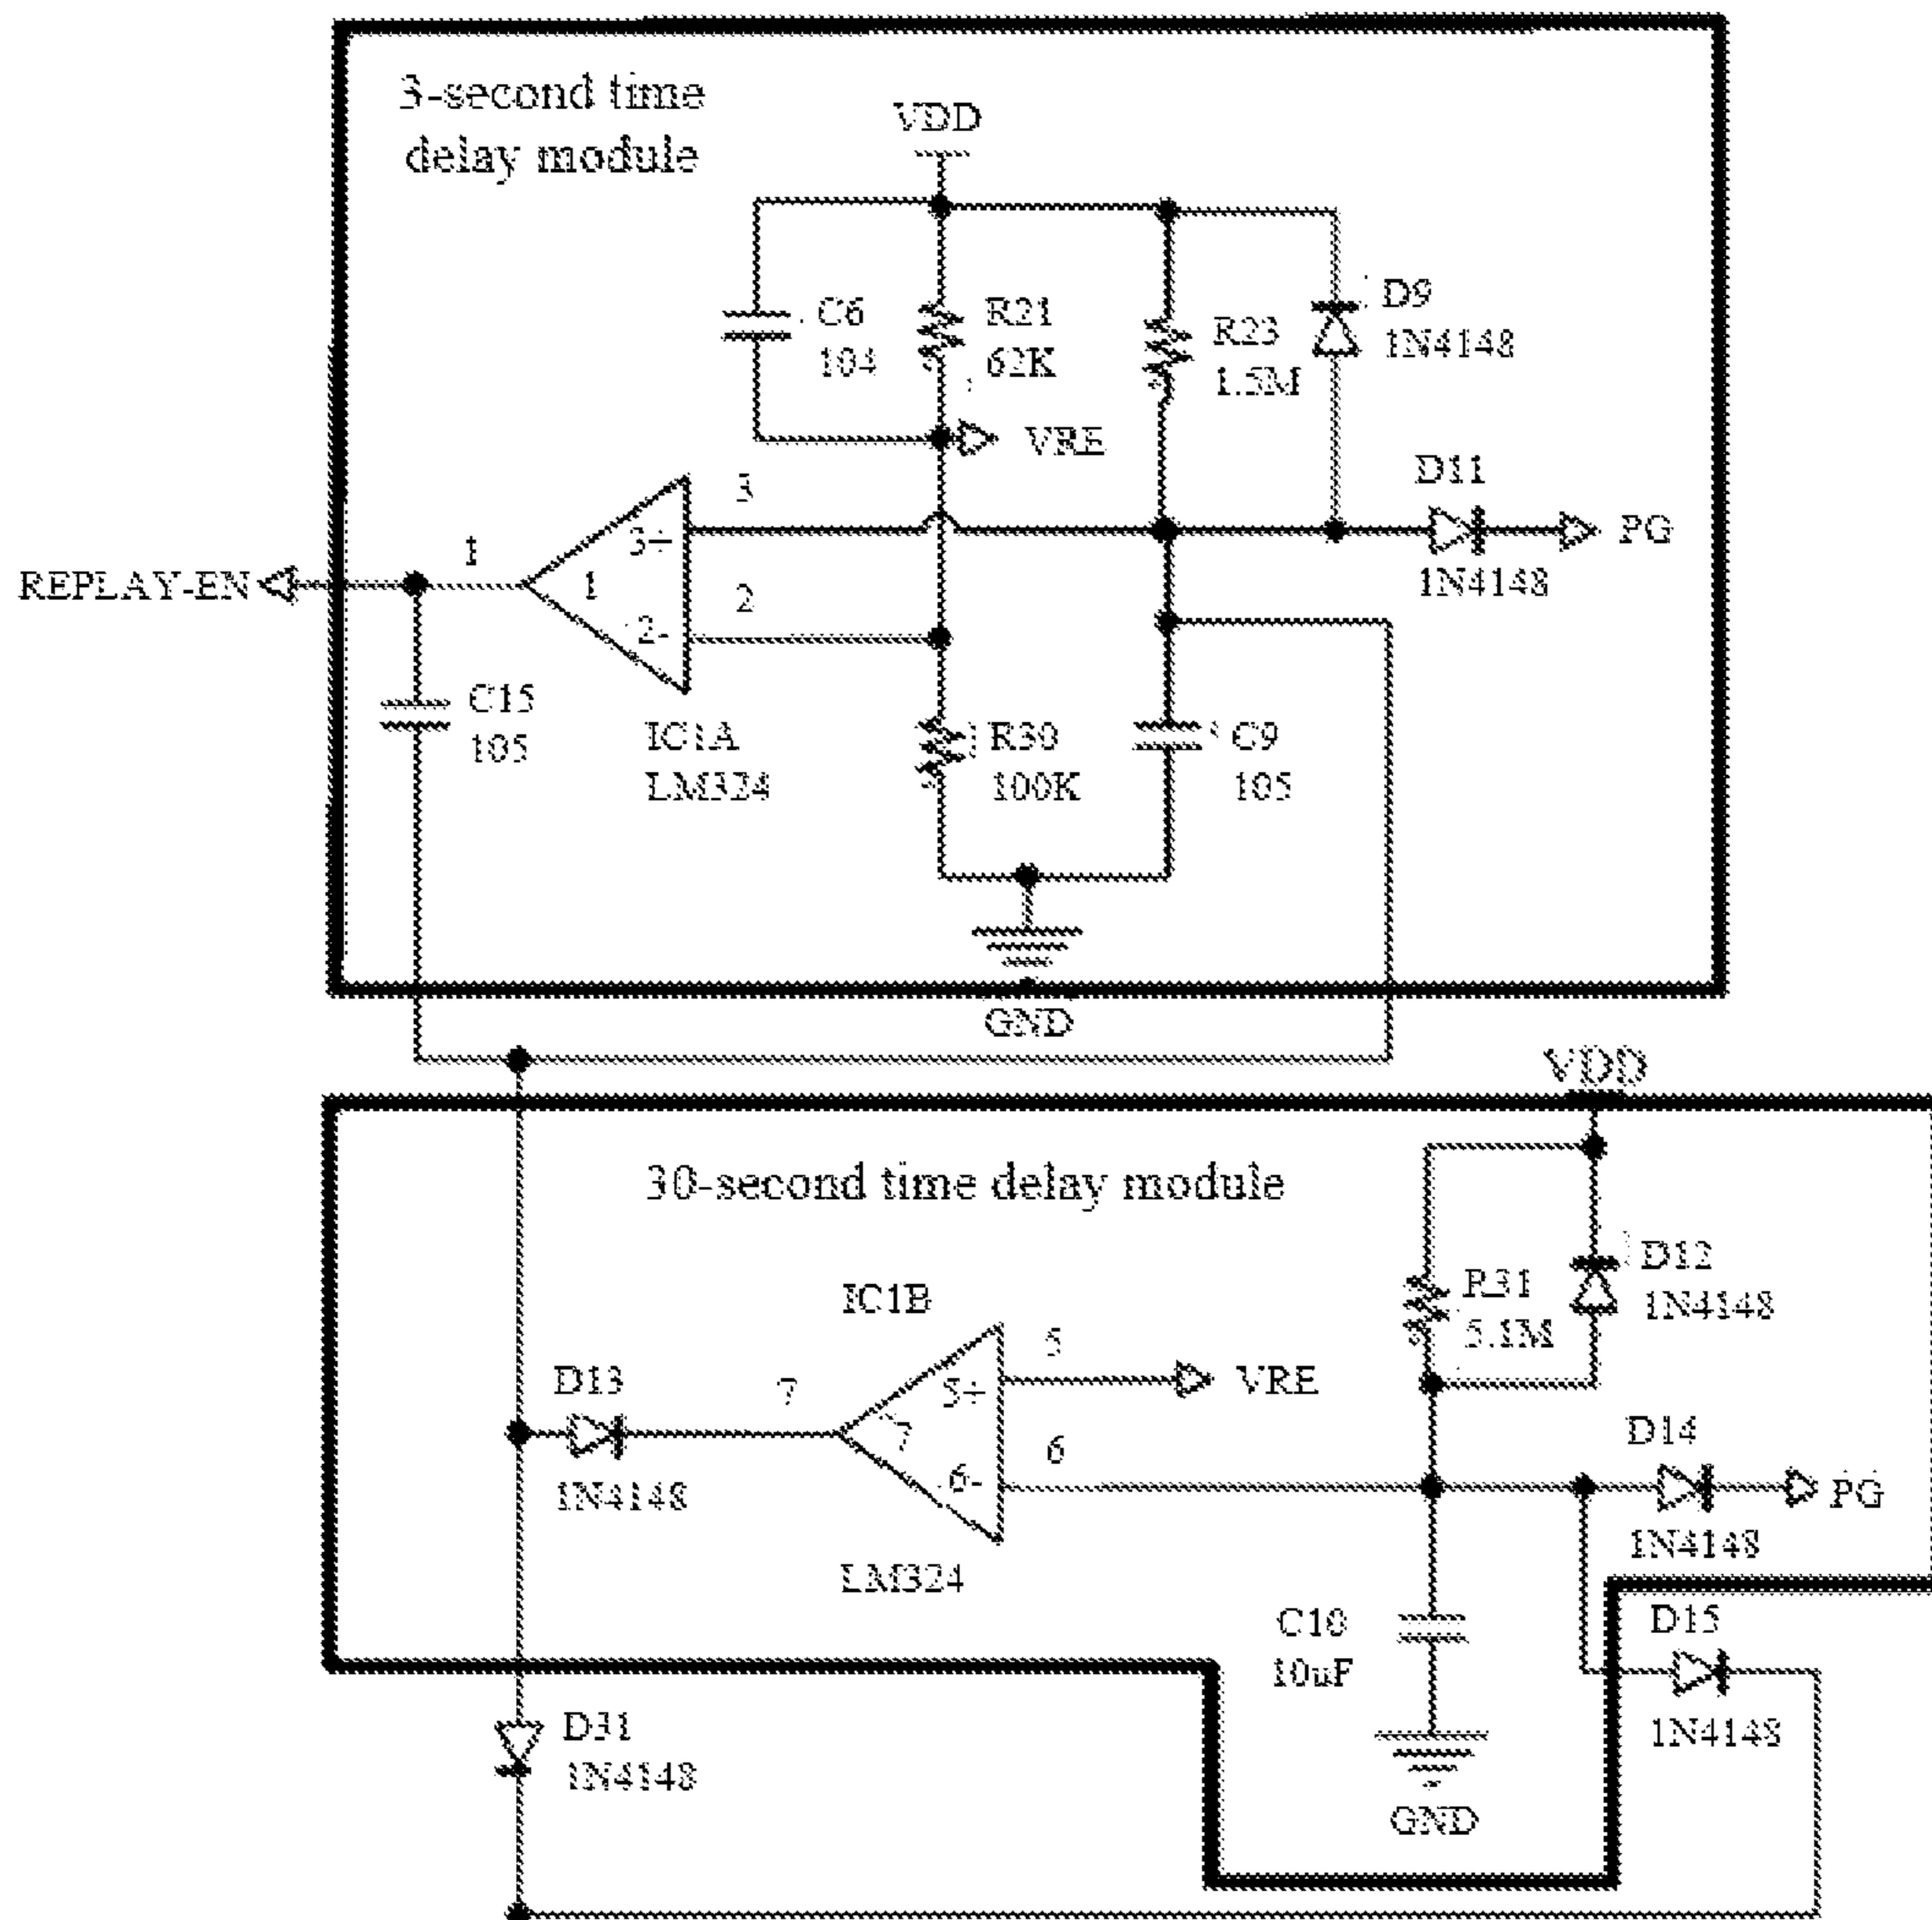 3-second time
delay module
VDD
C6
104
R21
62K
R23
1.5M
D9
1N4148
VRE
D11
1N4148
PG
3
3+
1
1
REPLAY-EN
2
2-
C15
105
IC1A
LM324
R30
100K
C9
105
GND
VDD
30-second time delay module
IC1B
R31
5.1M
D12
1N4148
5
5+
VRE
D13
1N4148
7
7
6
6-
D14
1N4148
PG
LM324
C18
10uF
GND
D15
1N4148
D31
1N4148